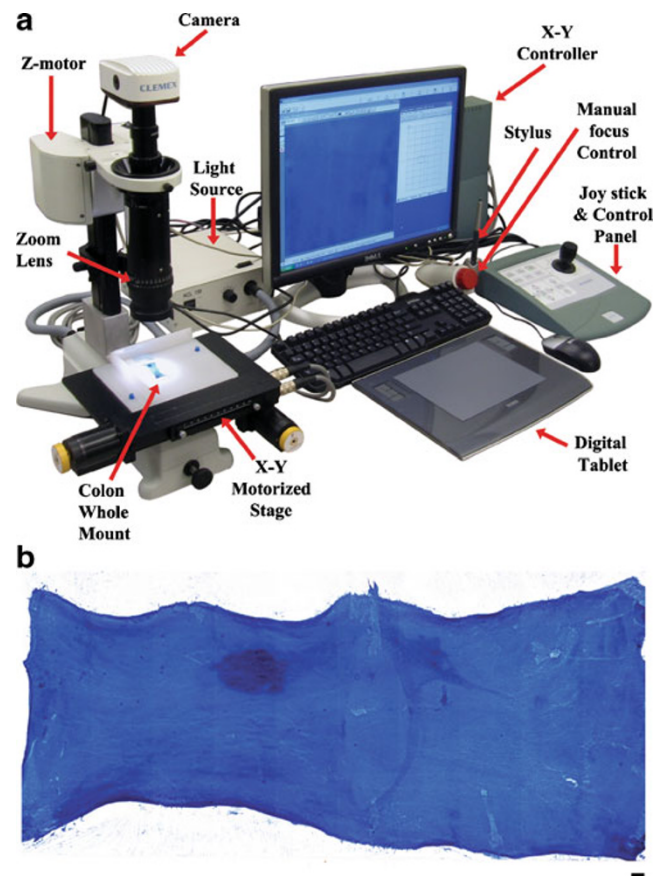 a
Camera
Z-motor
CLEMEX
X-Y
Controller
Stylus
Manual
focus
Control
Light
Source
Joy stick
& Control
Panel
Zoom
Lens
DELL
Digital
Tablet
X-Y
Motorized
Stage
Colon
Whole
Mount
b